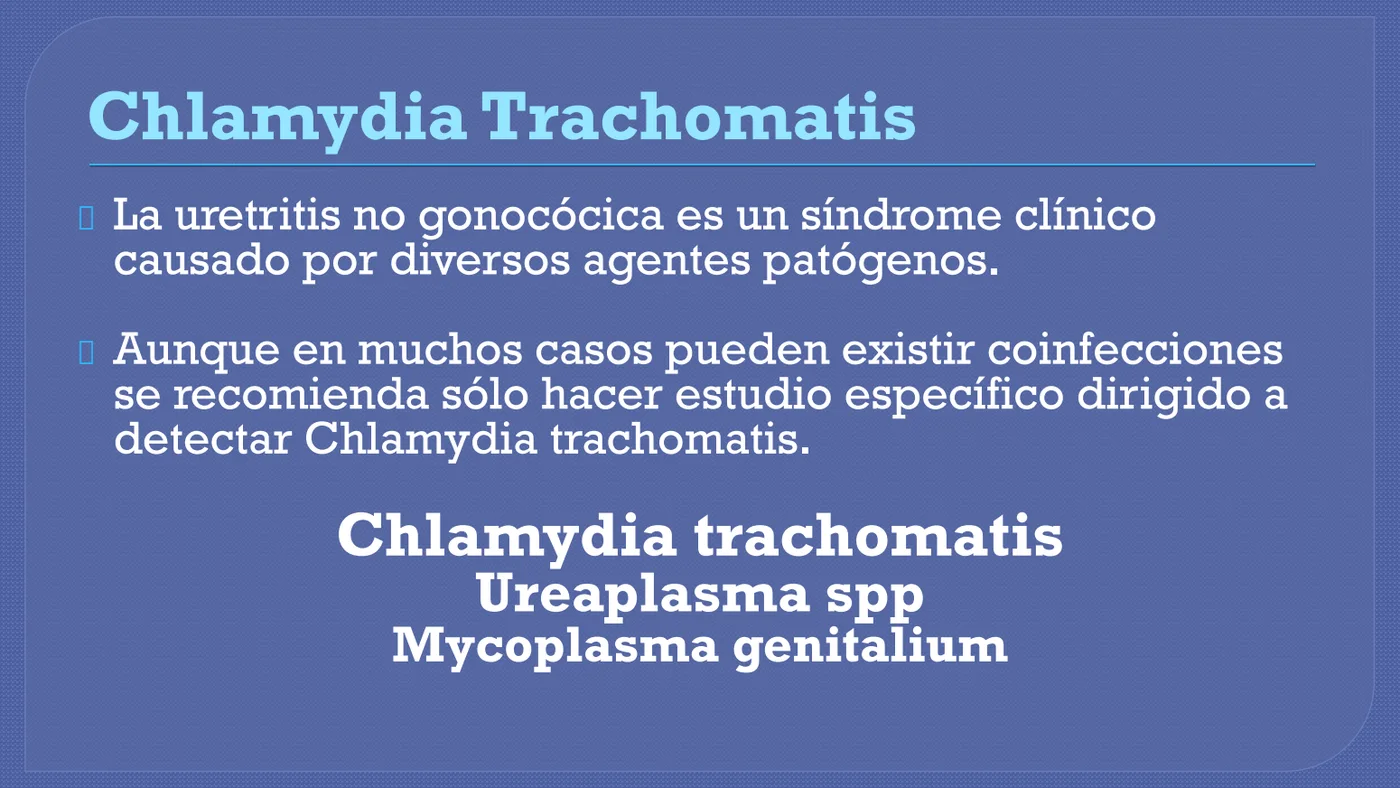 Chlamydia Trachomatis
La uretritis no gonocócica es un síndrome clínico
causado por diversos agentes patógenos.
Aunque en muchos casos pueden existir coinfecciones
se recomienda sólo hacer estudio específico dirigido a
detectar Chlamydia trachomatis.
Chlamydia trachomatis
Ureaplasma spp
Mycoplasma genitalium